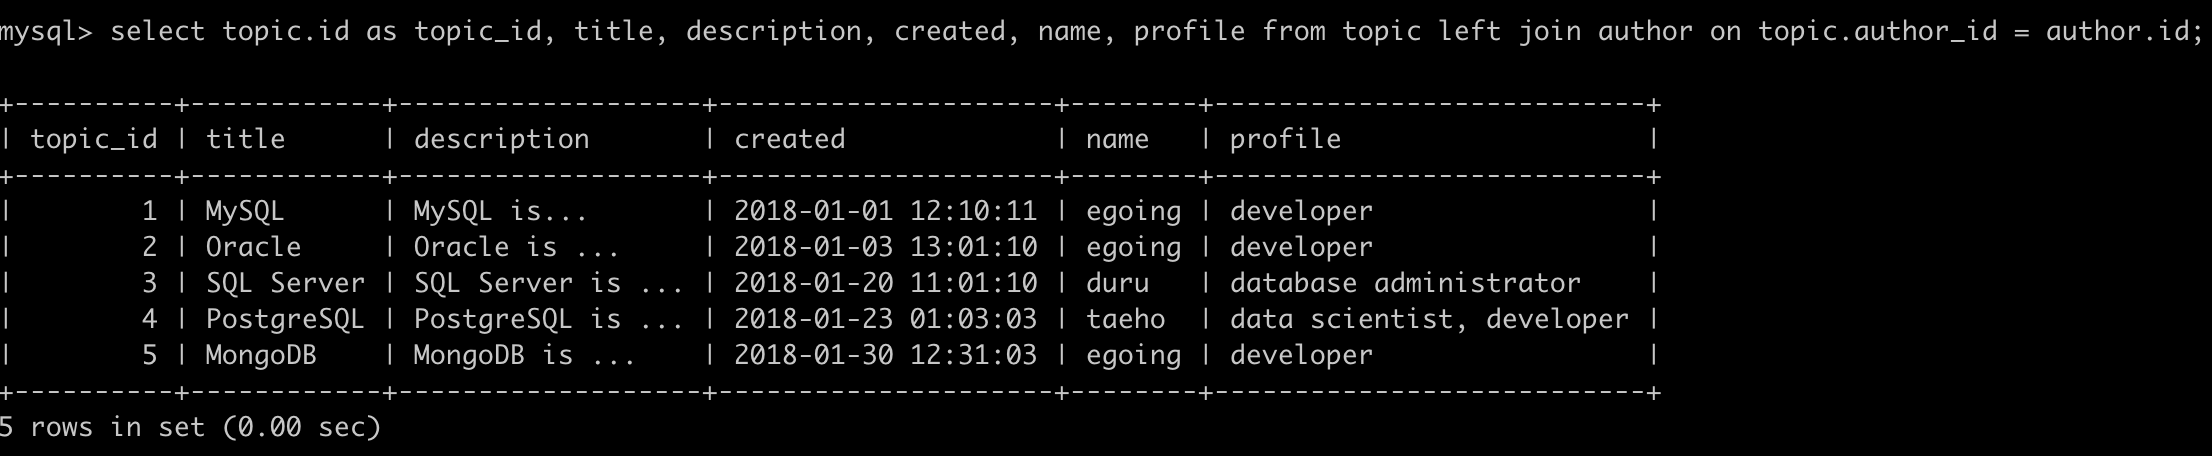 mysql> select topic.id as topic_id, title, description, created, name, profile from topic left join author on topic.author_id = author.id;
+----------+------------+-------------------+---------------------+--------+---------------------------+
| topic_id | title      | description       | created             | name   | profile                   |
+----------+------------+-------------------+---------------------+--------+---------------------------+
|        1 | MySQL      | MySQL is...       | 2018-01-01 12:10:11 | egoing | developer                 |
|        2 | Oracle     | Oracle is ...     | 2018-01-03 13:01:10 | egoing | developer                 |
|        3 | SQL Server | SQL Server is ... | 2018-01-20 11:01:10 | duru   | database administrator    |
|        4 | PostgreSQL | PostgreSQL is ... | 2018-01-23 01:03:03 | taeho  | data scientist, developer |
|        5 | MongoDB    | MongoDB is ...    | 2018-01-30 12:31:03 | egoing | developer                 |
+----------+------------+-------------------+---------------------+--------+---------------------------+
5 rows in set (0.00 sec)